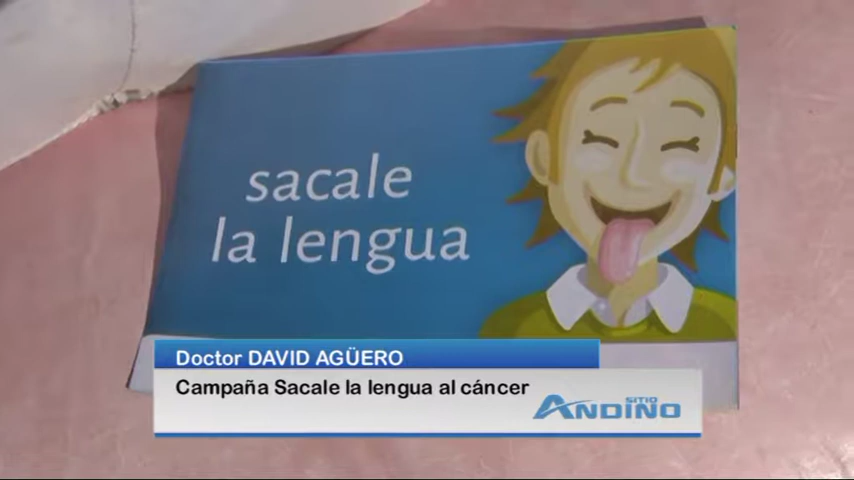 sacale
la lengua
Doctor DAVID AGÜERO
Campaña Sacale la lengua al cáncer
SITIO
ANDINO